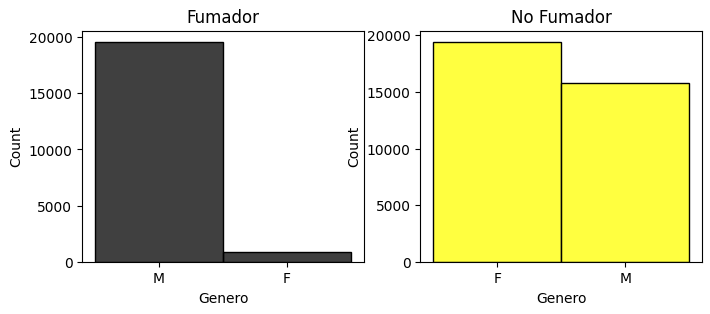 Fumador
20000
15000
10000
5000
0
Count
M F
Genero
No Fumador
20000
15000
10000
5000
0
Count
F M
Genero